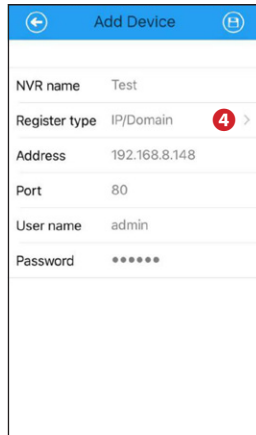 Add Device
NVR name Test
Register type IP/Domain 4
Address 192.168.8.148
Port 80
User name admin
Password ●●●●●●